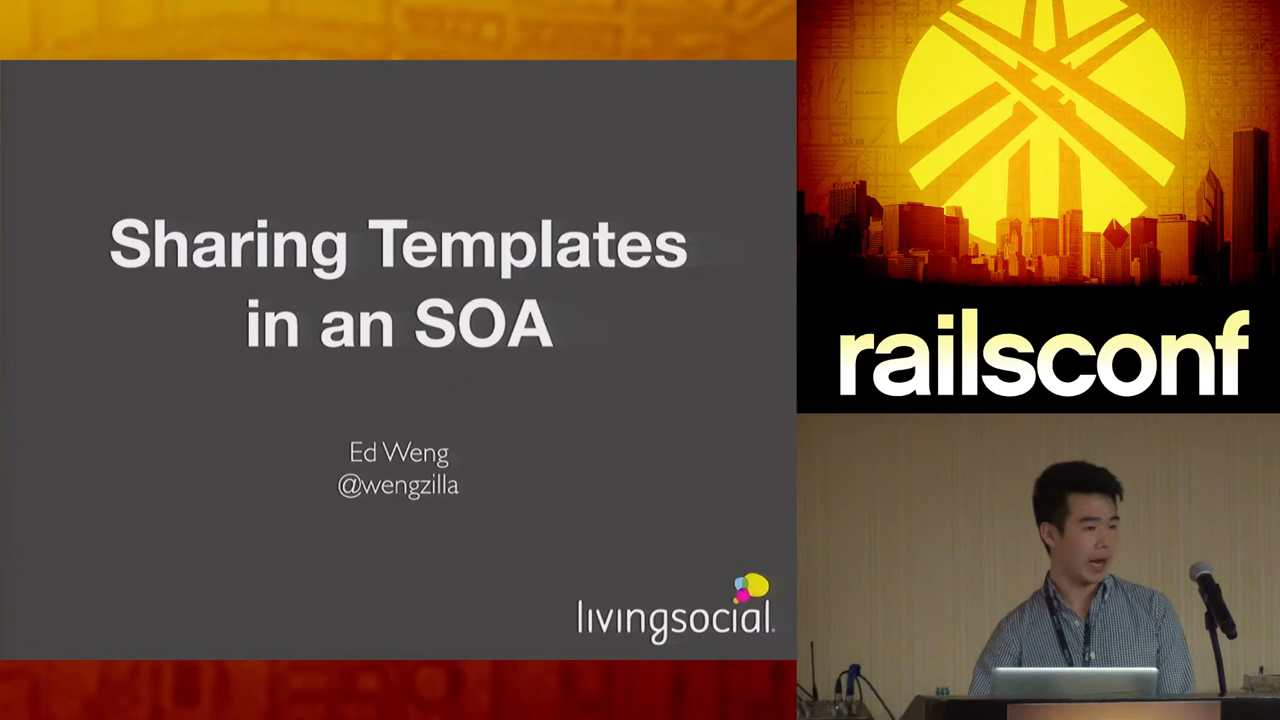 Sharing Templates
in an SOA
Ed Weng
@wengzilla
livingsocial.
railsconf